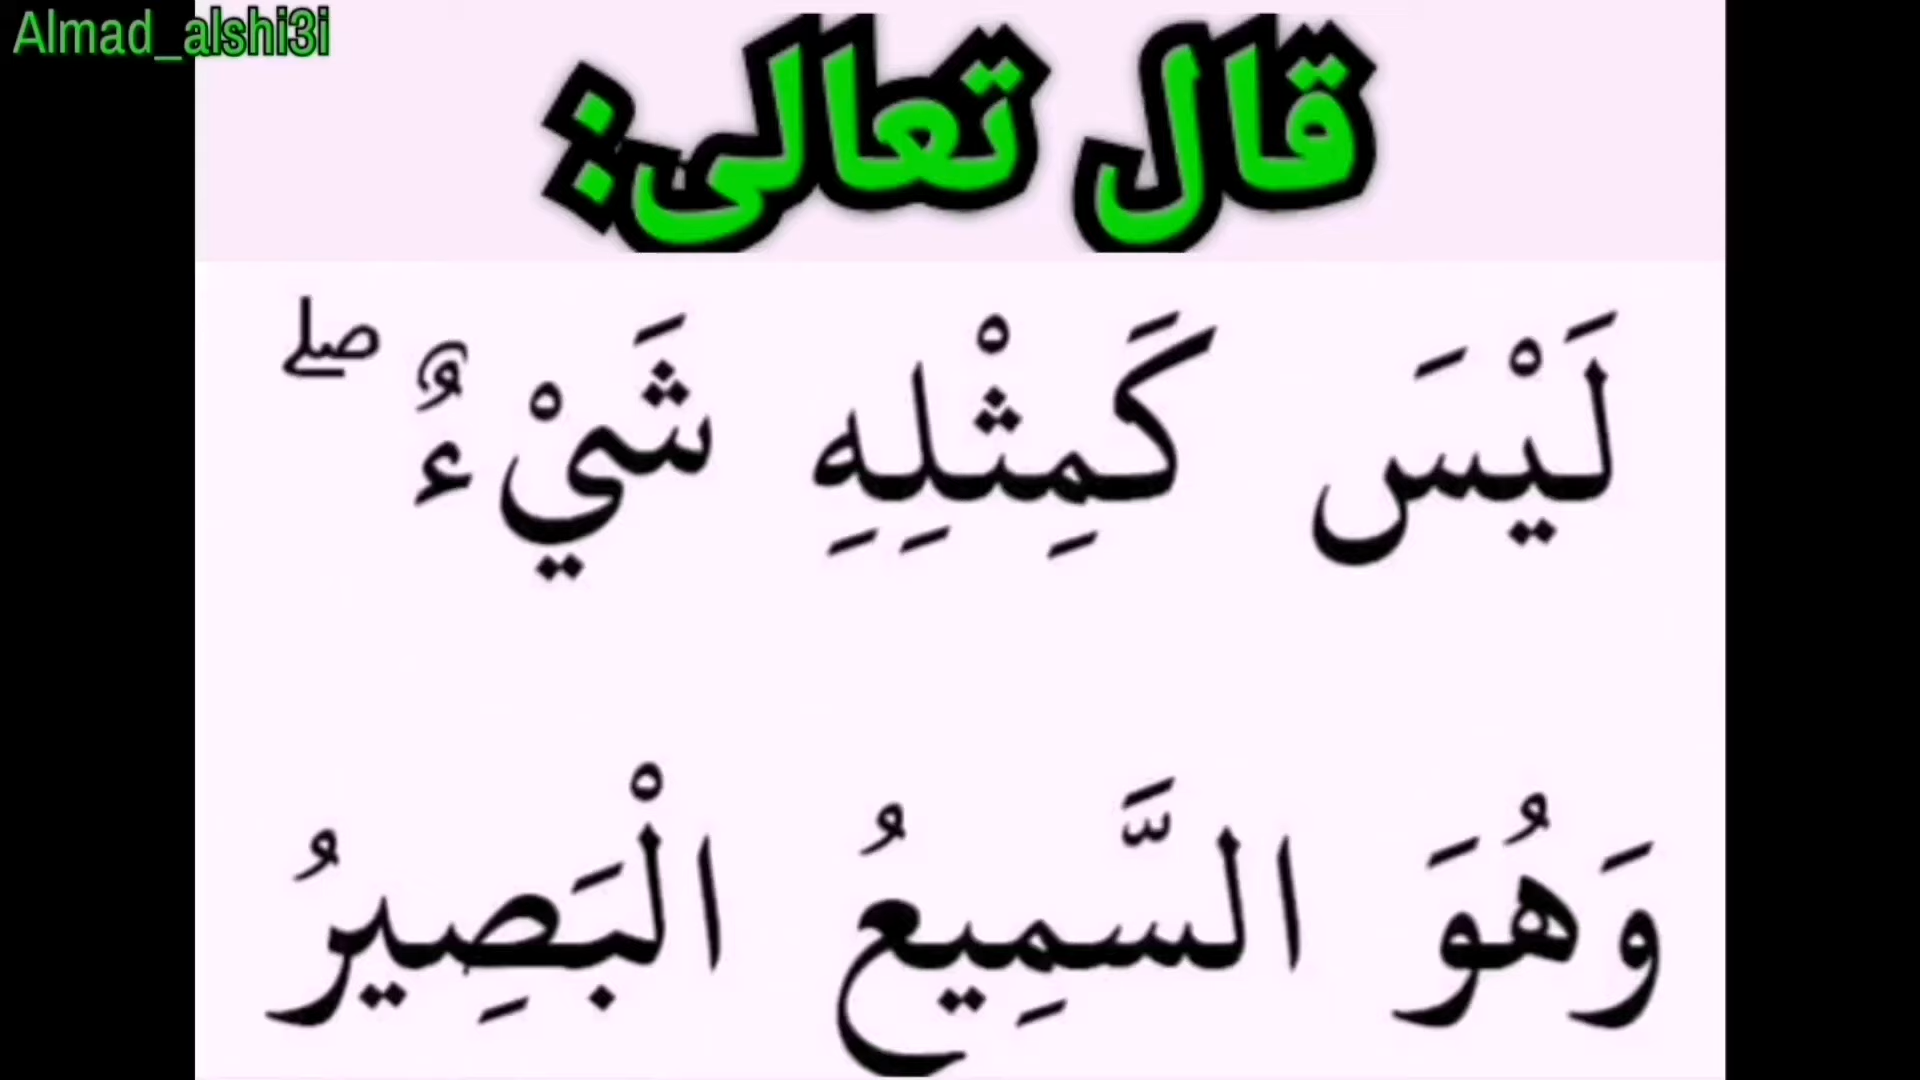 Almad_alshi3i
قال تعالى:
لَيْسَ كَمِثْلِهِ شَيْءٌ ۖ
وَهُوَ السَّمِيعُ الْبَصِيرُ